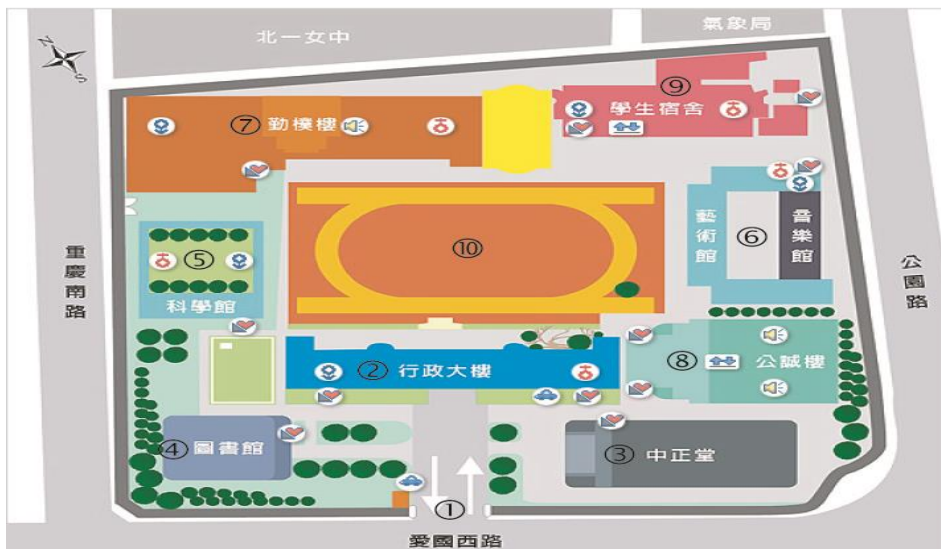 北一女中
氣象局
N
S
⑨
學生宿舍
⑦ 勤樸樓
重慶南路
⑤
科學館
⑩
藝術館
⑥
音樂館
公園路
② 行政大樓
⑧ 公誠樓
④ 圖書館
③ 中正堂
①
愛國西路